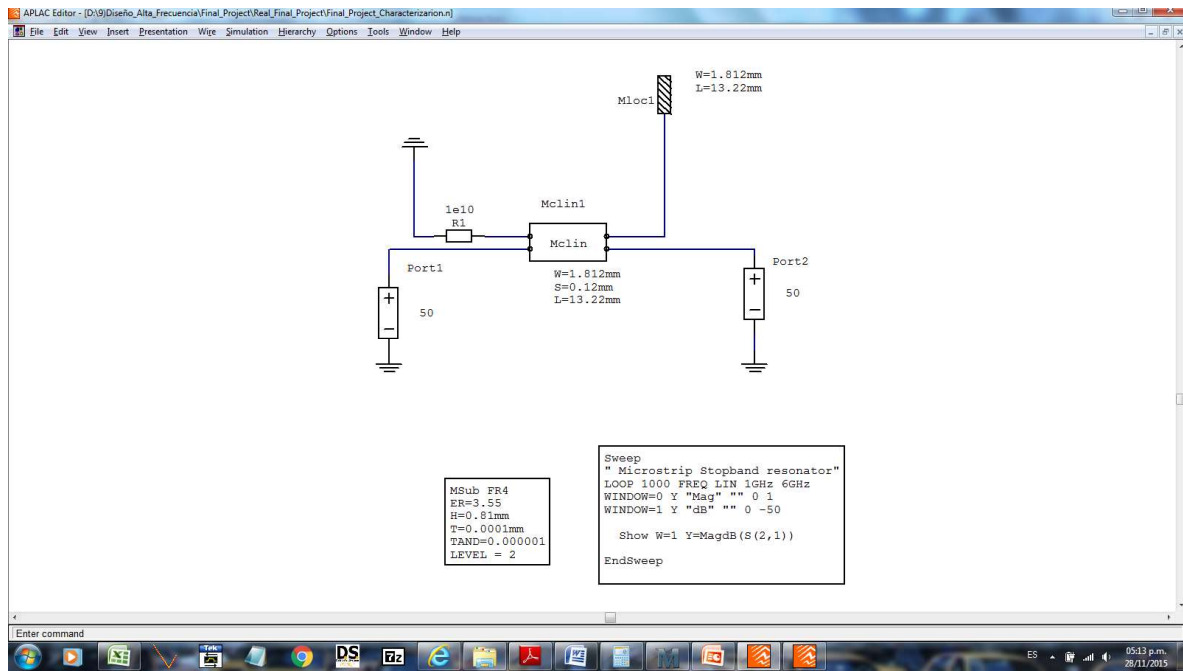 APLAC Editor - [D:\9)Diseño_Alta_Frecuencia\Final_Project\Real_Final_Project\Final_Project_Characterizarion.n]
File Edit View Insert Presentation Wire Simulation Hierarchy Options Tools Window Help
W=1.812mm
L=13.22mm
Mloc1
Mclin1
1e10
R1
Mclin
Port1
50
W=1.812mm
S=0.12mm
L=13.22mm
Port2
50
MSub FR4
ER=3.55
H=0.81mm
T=0.0001mm
TAND=0.000001
LEVEL = 2
Sweep
" Microstrip Stopband resonator"
LOOP 1000 FREQ LIN 1GHz 6GHz
WINDOW=0 Y "Mag" "" 0 1
WINDOW=1 Y "dB" "" 0 -50
Show W=1 Y=MagdB(S(2,1))
EndSweep
Enter command
Tek
DS
7z
ES
05:13 p.m.
28/11/2015